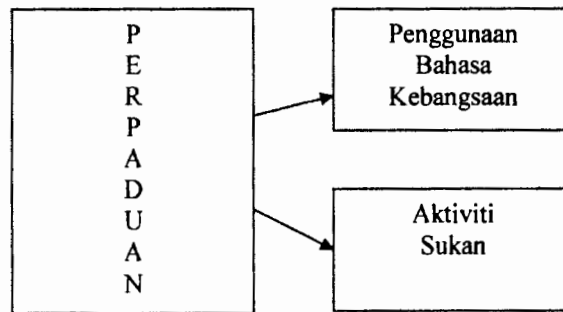 P
E
R
P
A
D
U
A
N
Penggunaan
Bahasa
Kebangsaan
Aktiviti
Sukan